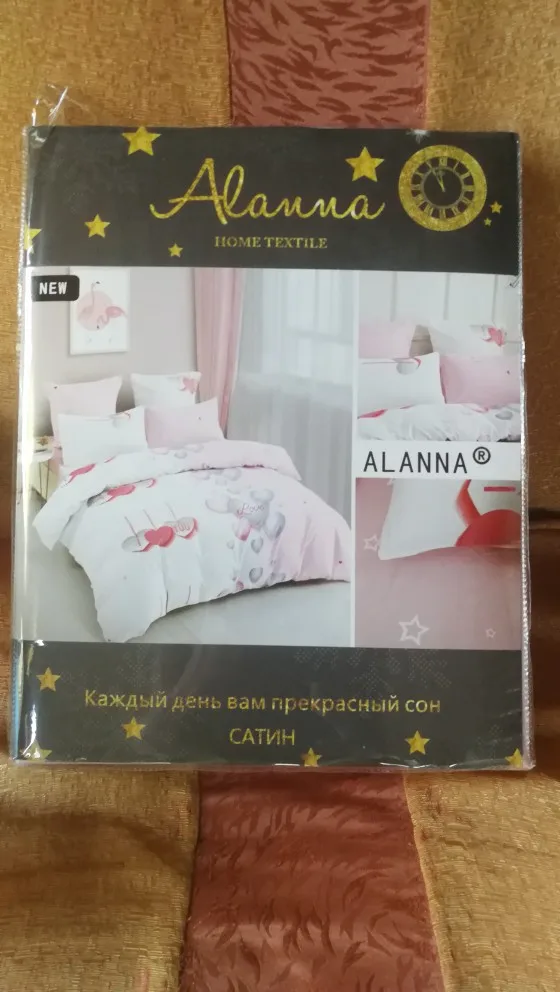 Alanna
HOME TEXTILE
NEW
ALANNA®
Каждый день вам прекрасный сон
САТИН